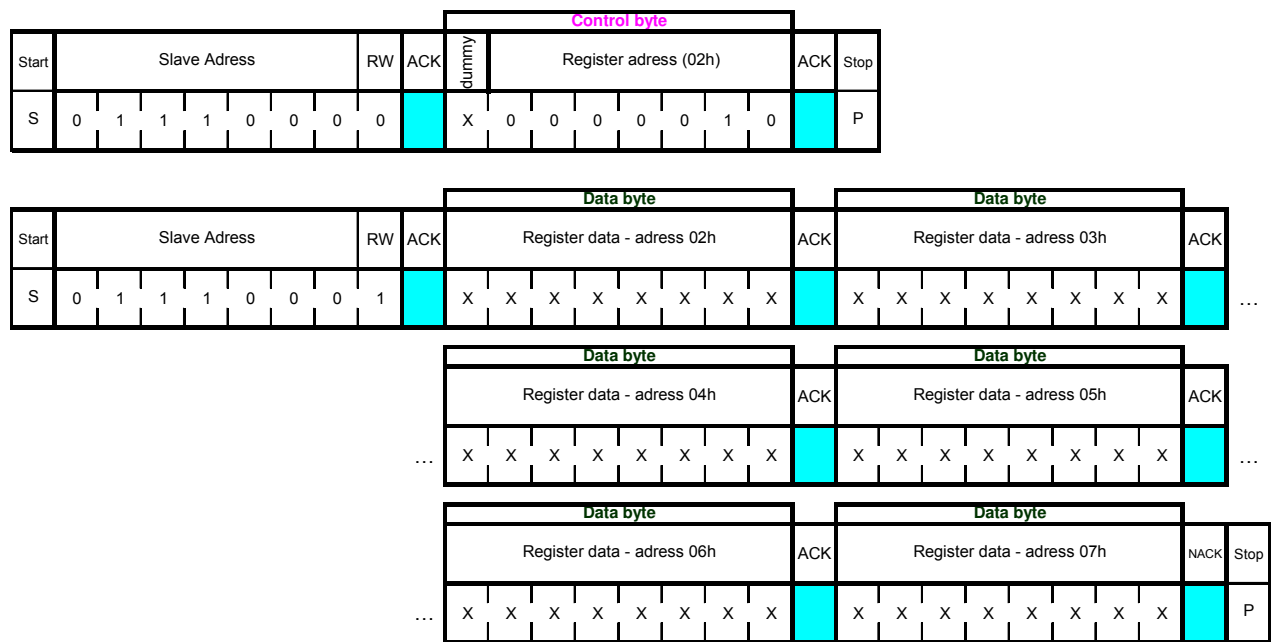 Control byte
Start Slave Adress RW ACK dummy Register adress (02h) ACK Stop
S 0 1 1 1 0 0 0 0 X 0 0 0 0 0 1 0 P
Data byte Data byte
Start Slave Adress RW ACK Register data - adress 02h ACK Register data - adress 03h ACK
S 0 1 1 1 0 0 0 1 X X X X X X X X X X X X X X X X …
Data byte Data byte
Register data - adress 04h ACK Register data - adress 05h ACK
… X X X X X X X X X X X X X X X X …
Data byte Data byte
Register data - adress 06h ACK Register data - adress 07h NACK Stop
… X X X X X X X X X X X X X X X X P